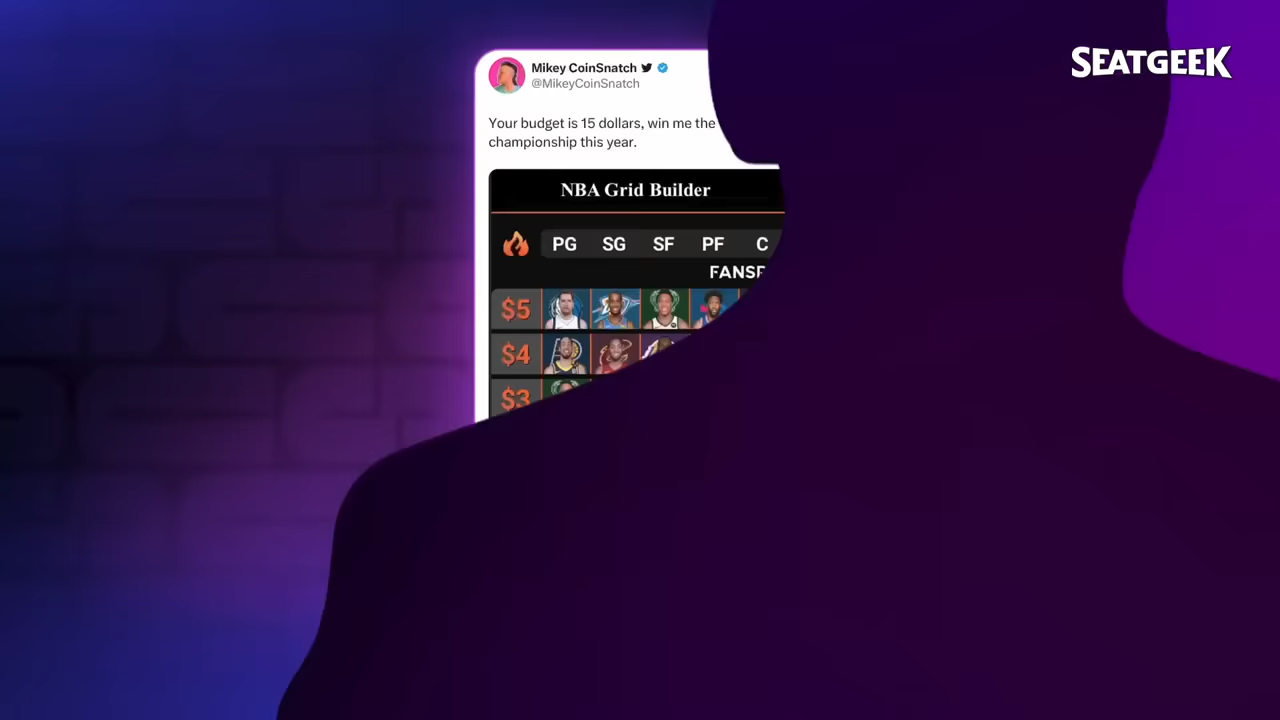 SEATGEEK
Mikey CoinSnatch
@MikeyCoinSnatch
Your budget is 15 dollars, win me the
championship this year.
NBA Grid Builder
PG SG SF PF C
$5
$4
$3